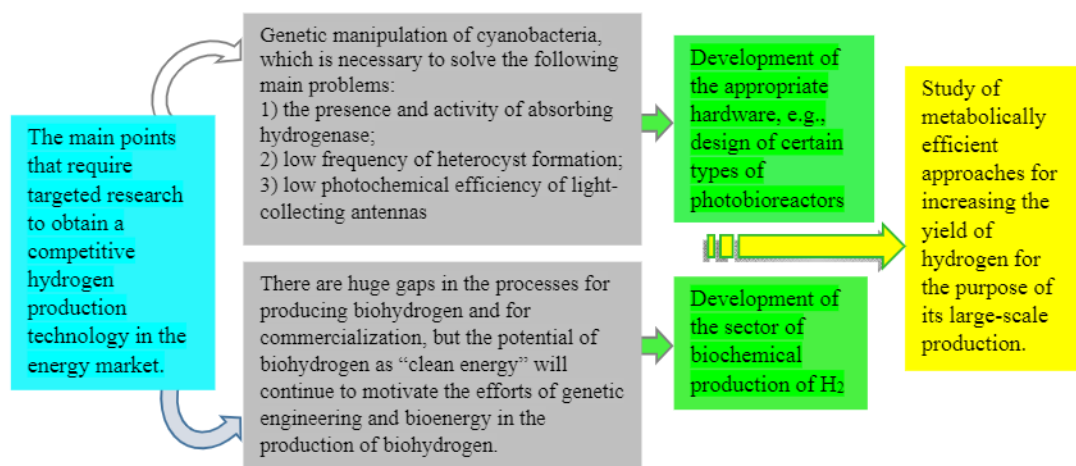 The main points
that require
targeted research
to obtain a
competitive
hydrogen
production
technology in the
energy market.
Genetic manipulation of cyanobacteria,
which is necessary to solve the following
main problems:
1) the presence and activity of absorbing
hydrogenase;
2) low frequency of heterocyst formation;
3) low photochemical efficiency of light-
collecting antennas
There are huge gaps in the processes for
producing biohydrogen and for
commercialization, but the potential of
biohydrogen as “clean energy” will
continue to motivate the efforts of genetic
engineering and bioenergy in the
production of biohydrogen.
Development of
the appropriate
hardware, e.g.,
design of certain
types of
photobioreactors
Development of
the sector of
biochemical
production of H₂
Study of
metabolically
efficient
approaches for
increasing the
yield of
hydrogen for
the purpose of
its large-scale
production.